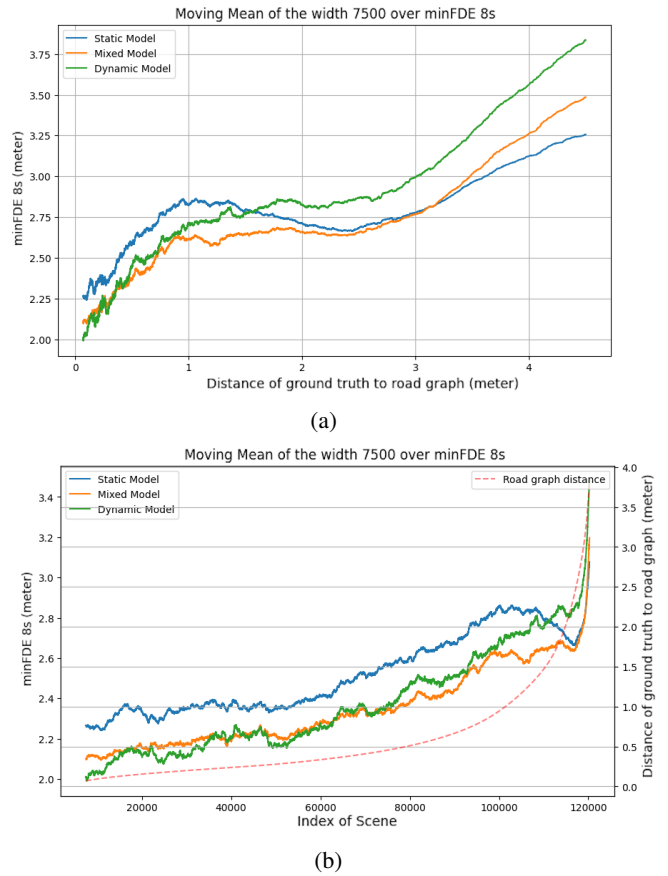 Moving Mean of the width 7500 over minFDE 8s
Static Model
Mixed Model
Dynamic Model
minFDE 8s (meter)
3.75
3.50
3.25
3.00
2.75
2.50
2.25
2.00
0 1 2 3 4
Distance of ground truth to road graph (meter)
(a)
Moving Mean of the width 7500 over minFDE 8s
Static Model
Mixed Model
Dynamic Model
Road graph distance
minFDE 8s (meter)
3.4
3.2
3.0
2.8
2.6
2.4
2.2
2.0
4.0
3.5
3.0
2.5
2.0
1.5
1.0
0.5
0.0
Distance of ground truth to road graph (meter)
20000 40000 60000 80000 100000 120000
Index of Scene
(b)